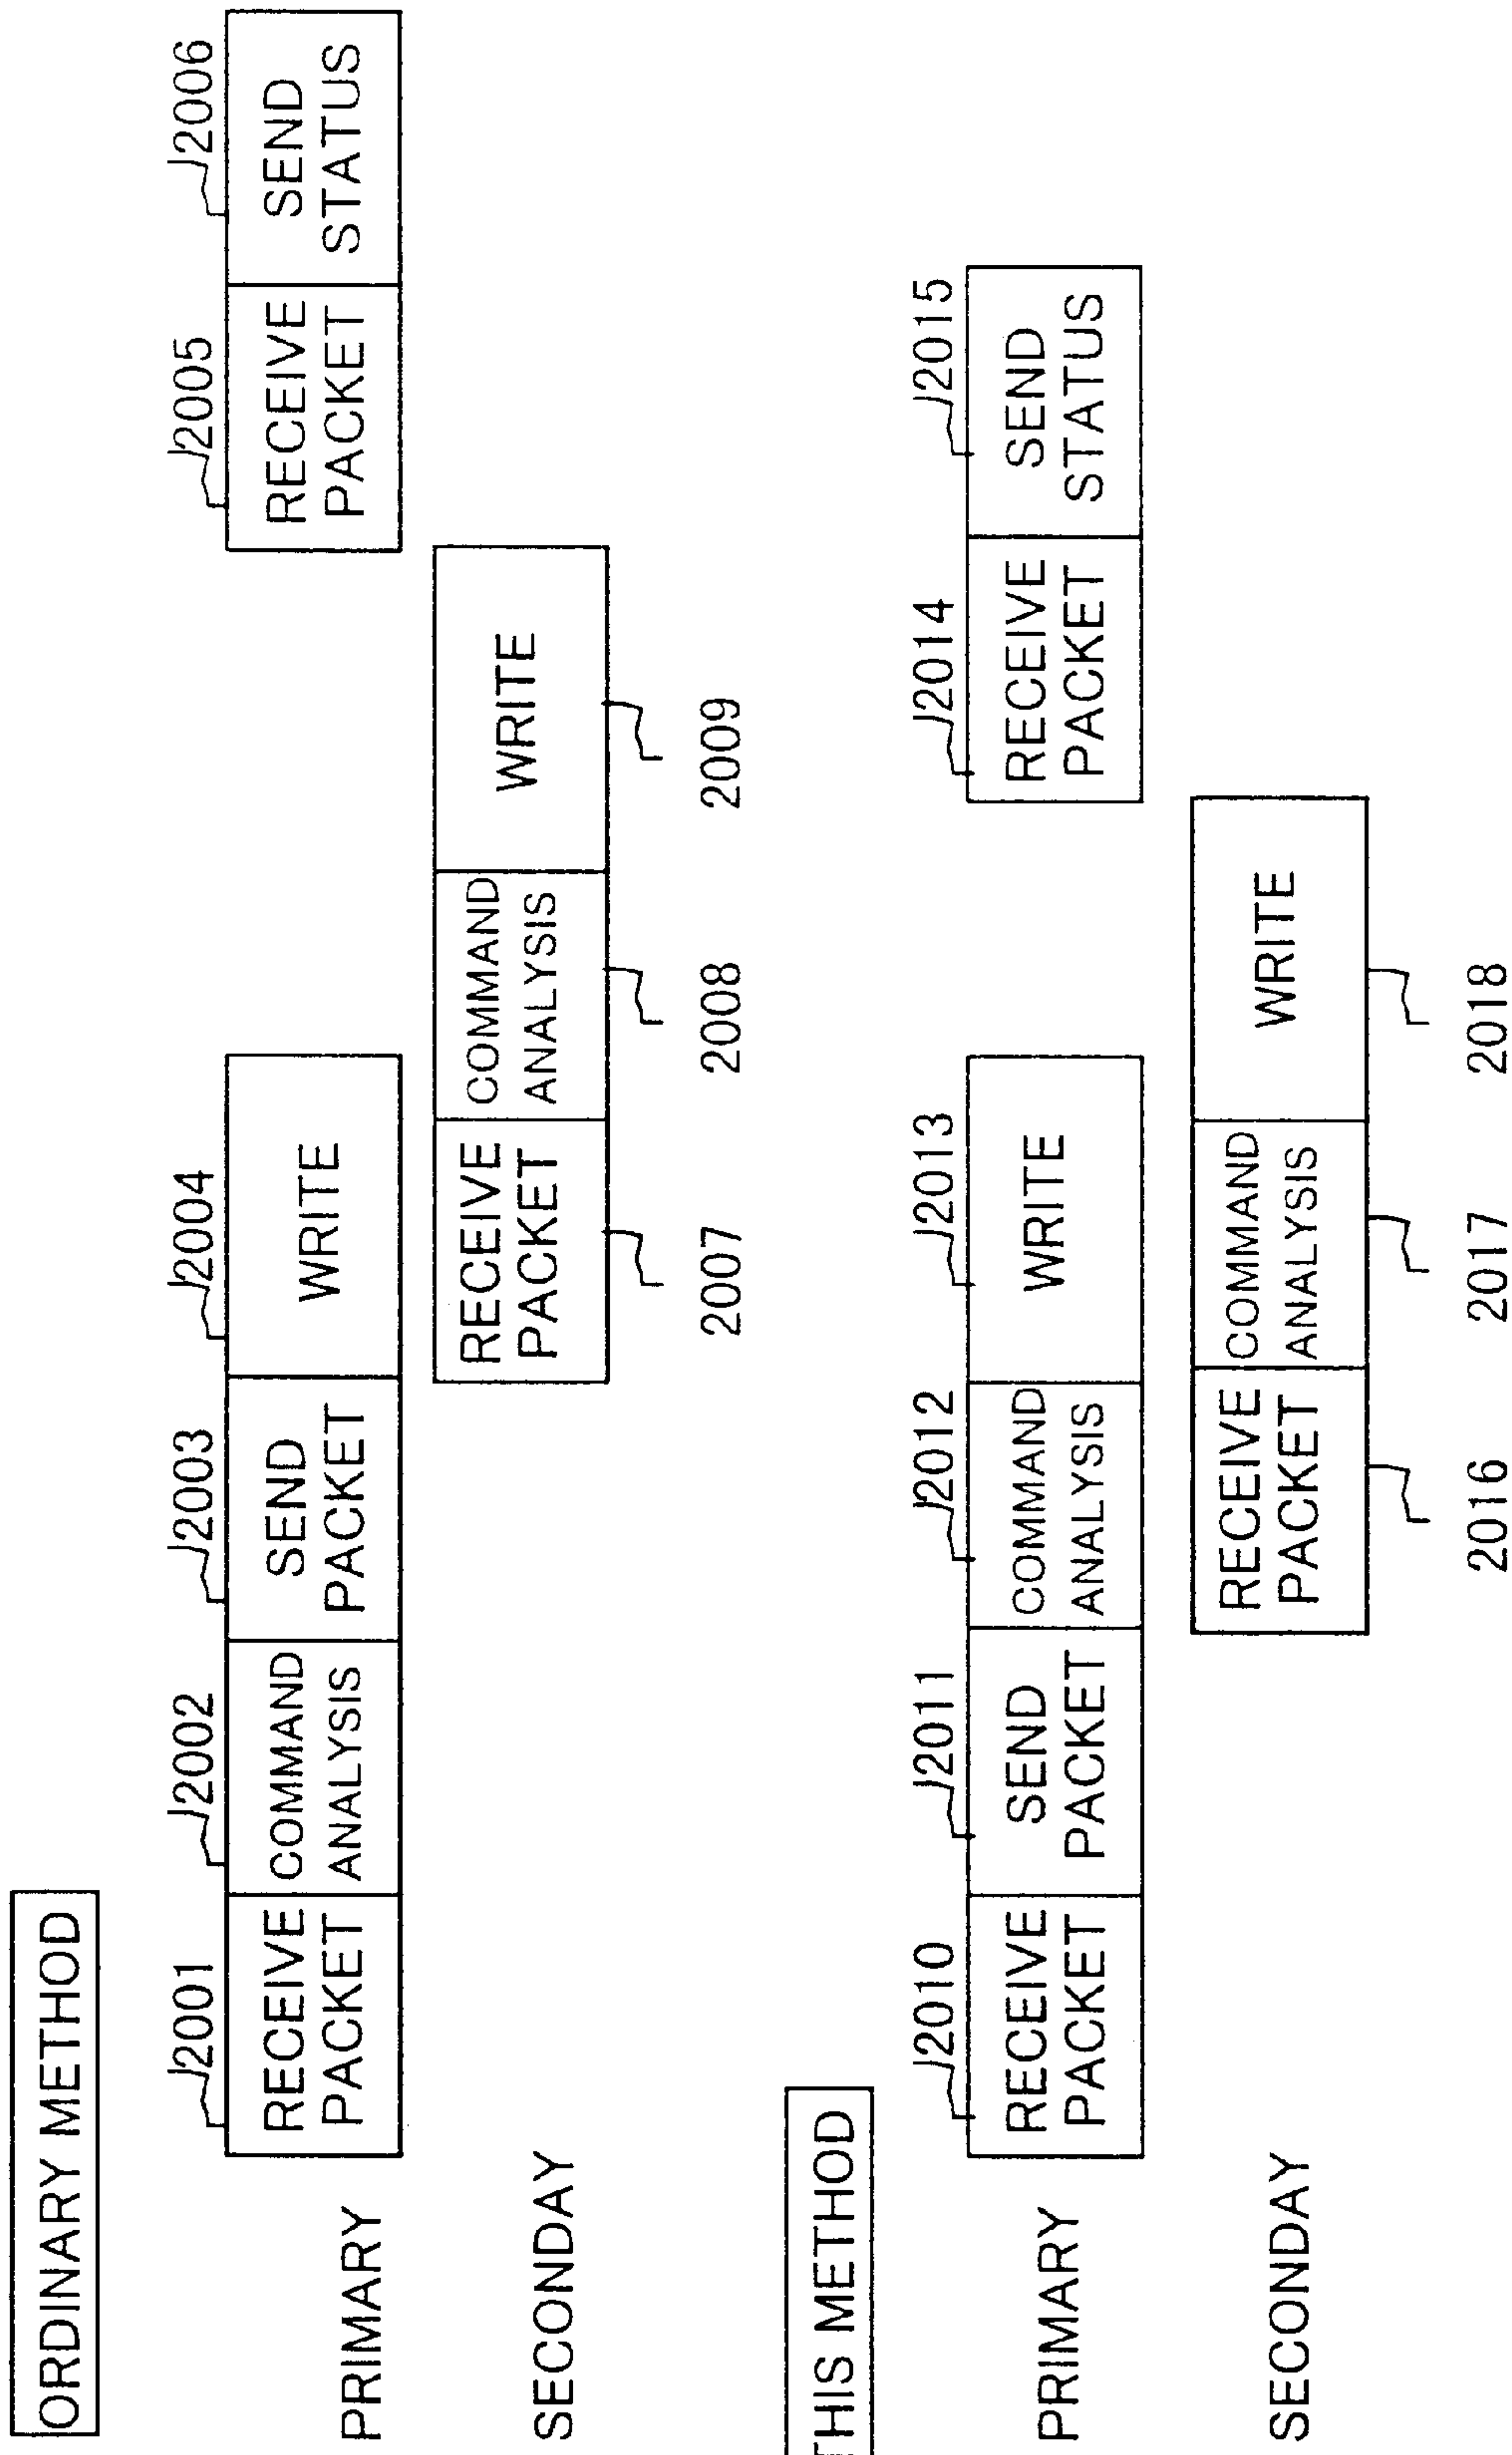 ORDINARY METHOD
2001
2002
2003
2004
2005
2006
PRIMARY
RECEIVE
PACKET
COMMAND
ANALYSIS
SEND
PACKET
WRITE
RECEIVE
PACKET
SEND
STATUS
SECONDAY
RECEIVE
PACKET
COMMAND
ANALYSIS
WRITE
2007
2008
2009
THIS METHOD
2010
2011
2012
2013
2014
2015
PRIMARY
RECEIVE
PACKET
SEND
PACKET
COMMAND
ANALYSIS
WRITE
RECEIVE
PACKET
SEND
STATUS
SECONDAY
RECEIVE
PACKET
COMMAND
ANALYSIS
WRITE
2016
2017
2018